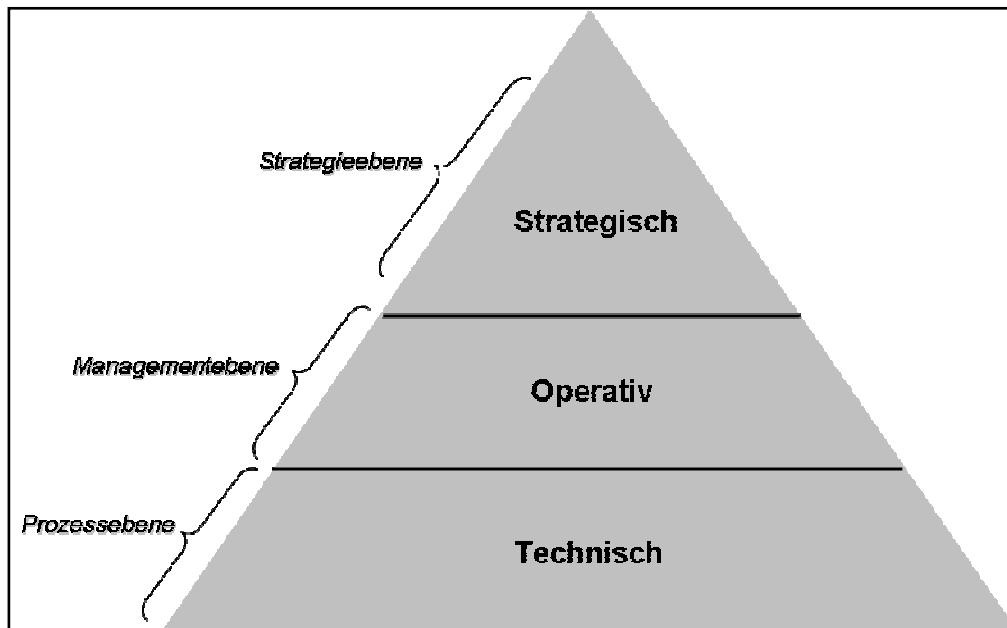 Strategieebene
Strategisch
Managementebene
Operativ
Prozessebene
Technisch